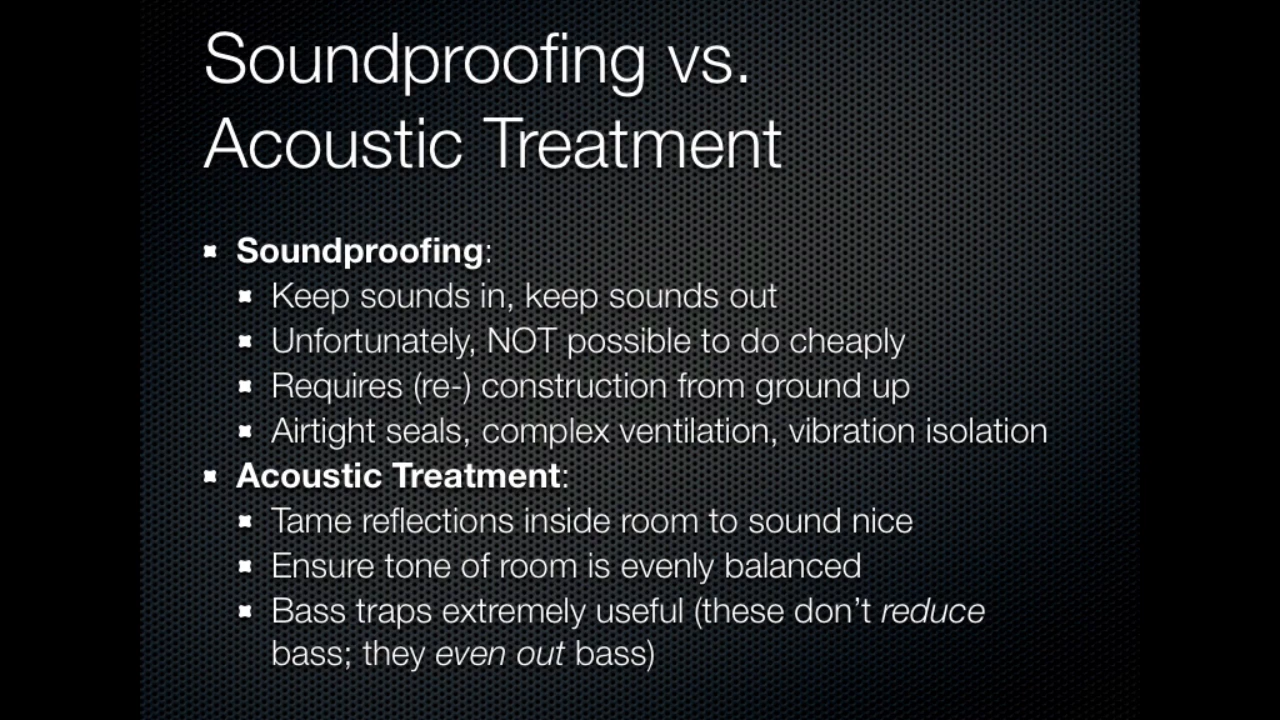 Soundproofing vs.
Acoustic Treatment
Soundproofing:
Keep sounds in, keep sounds out
Unfortunately, NOT possible to do cheaply
Requires (re-) construction from ground up
Airtight seals, complex ventilation, vibration isolation
Acoustic Treatment:
Tame reflections inside room to sound nice
Ensure tone of room is evenly balanced
Bass traps extremely useful (these don’t reduce
bass; they even out bass)